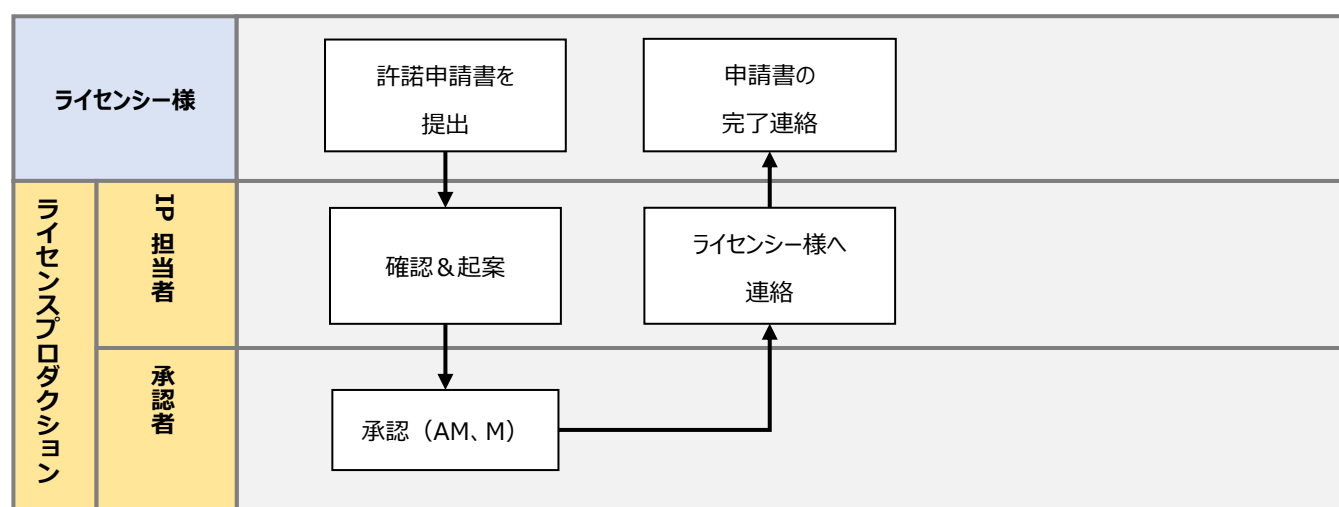 ライセンシー様
許諾申請書を
提出
申請書の
完了連絡
ライセンスプロダクション
IP 担当者
確認＆起案
ライセンシー様へ
連絡
承認者
承認（AM、M）